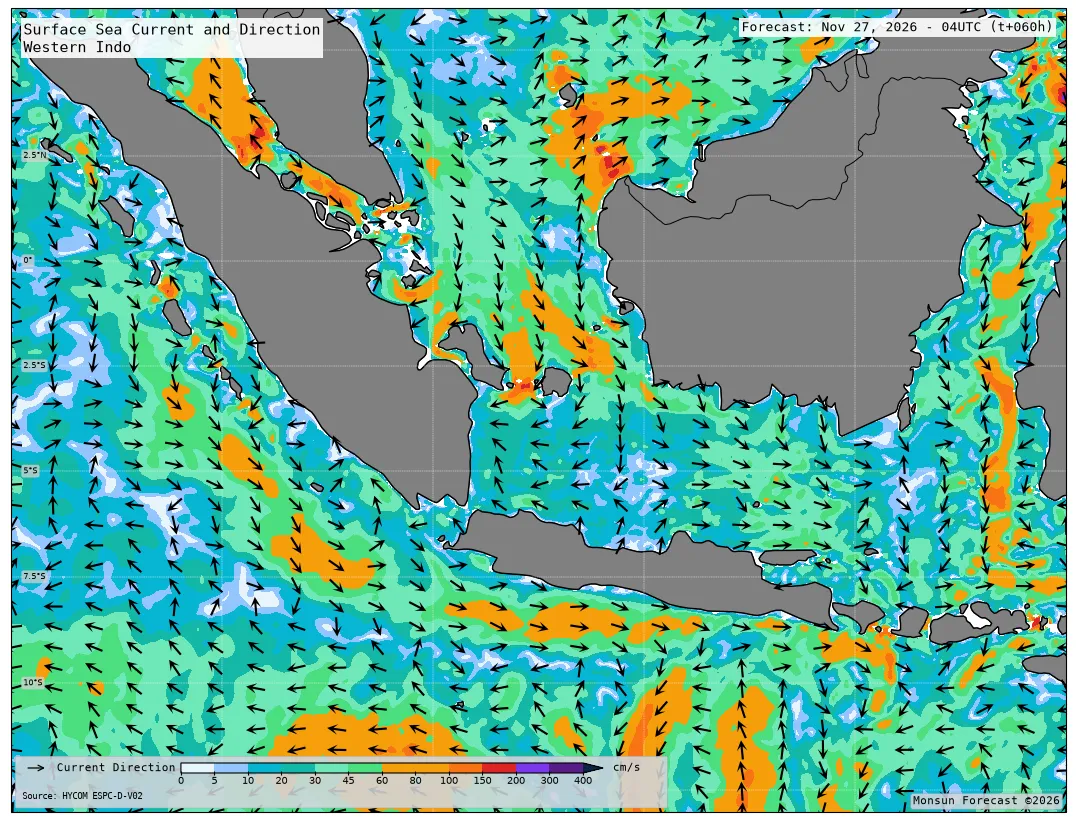 Surface Sea Current and Direction
Western Indo
Forecast: Nov 27, 2026 - 04UTC (t+060h)
2.5°N
0°
2.5°S
5°S
7.5°S
10°S
Current Direction
0 5 10 20 30 45 60 80 100 150 200 300 400 cm/s
Source: HYCOM ESPC-D-V02
Monsun Forecast ©2026